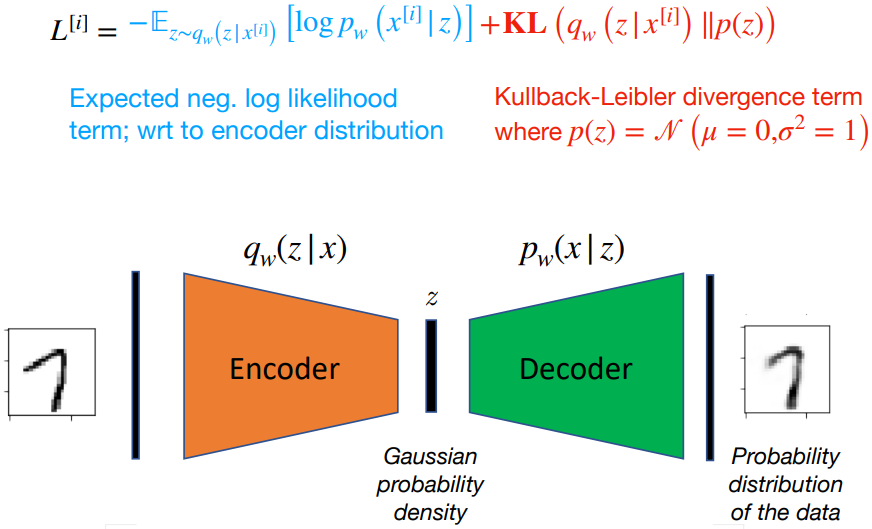 L^{[i]} = −𝔼_{z∼q_w(z|x^{[i]})} [log p_w (x^{[i]}|z)] +KL (q_w (z|x^{[i]}) ‖p(z))
Expected neg. log likelihood
term; wrt to encoder distribution
Kullback-Leibler divergence term
where p(z) = 𝒩 (μ = 0,σ² = 1)
q_w(z|x)
p_w(x|z)
z
Encoder
Decoder
Gaussian
probability
density
Probability
distribution
of the data